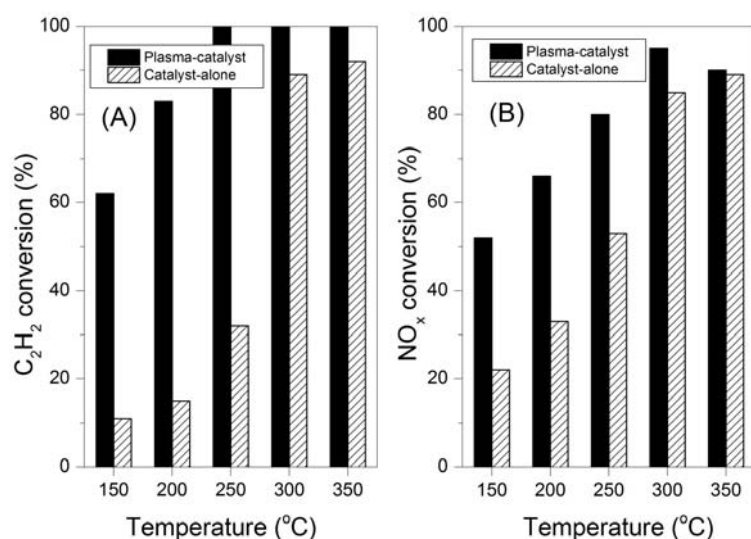 100
80
60
40
20
0
C₂H₂ conversion (%)
Plasma-catalyst
Catalyst-alone
(A)
150 200 250 300 350
Temperature (°C)
100
80
60
40
20
0
NOₓ conversion (%)
Plasma-catalyst
Catalyst-alone
(B)
150 200 250 300 350
Temperature (°C)